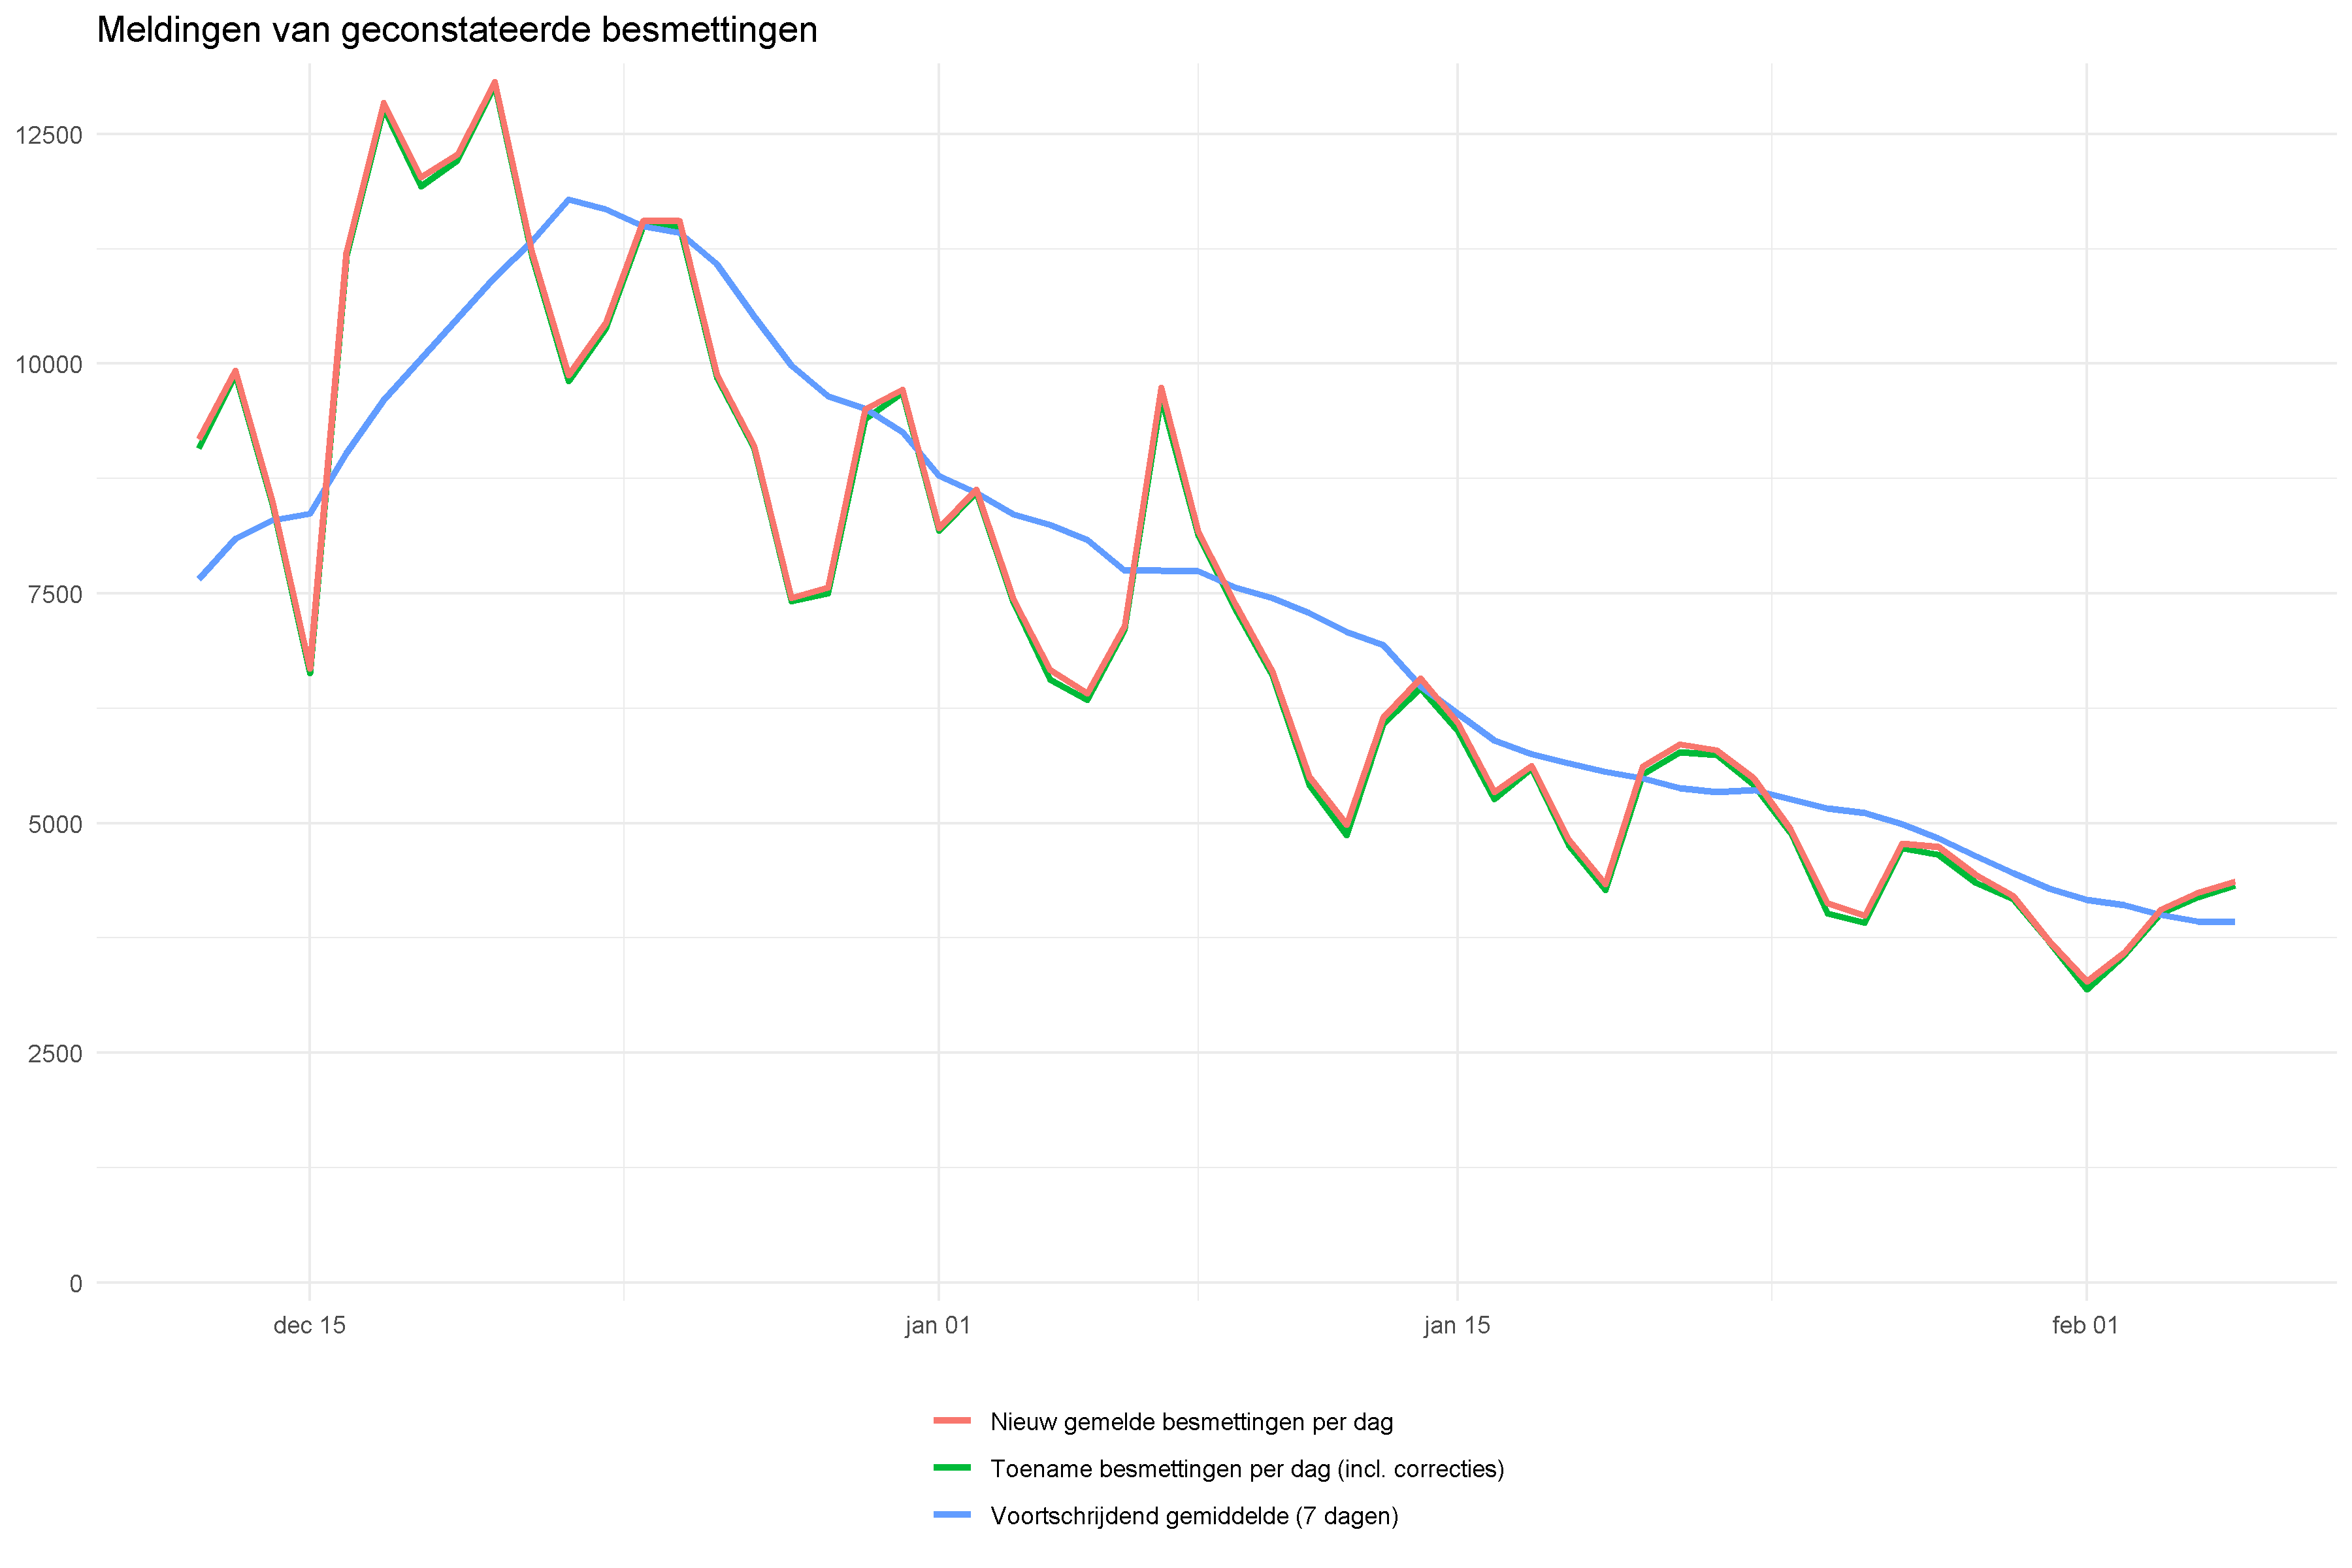 Meldingen van geconstateerde besmettingen
12500
10000
7500
5000
2500
0
dec 15 jan 01 jan 15 feb 01
Nieuw gemelde besmettingen per dag
Toename besmettingen per dag (incl. correcties)
Voortschrijdend gemiddelde (7 dagen)